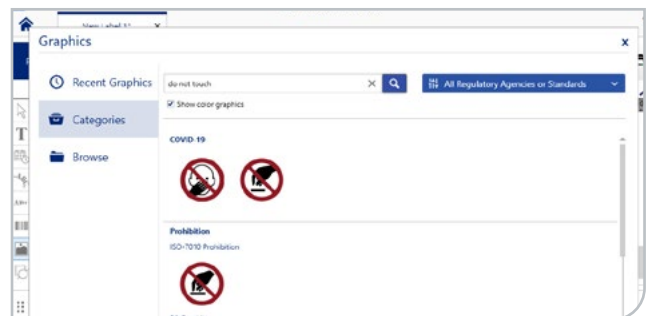 Graphics
x
Recent Graphics
Categories
Browse
do not touch
All Regulatory Agencies or Standards
Show color graphics
COVID-19
Prohibition
ISO-7010 Prohibition
T